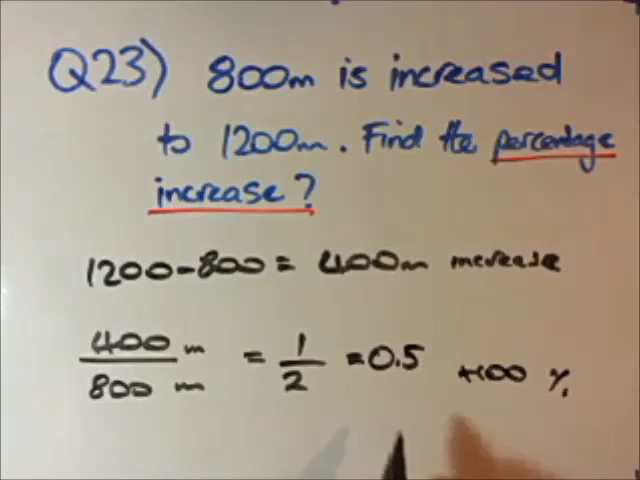 Q23) 800m is increased
to 1200m. Find the percentage
increase?
1200-800 = 400m increase
400 m / 800 m = 1/2 = 0.5 ×100 %